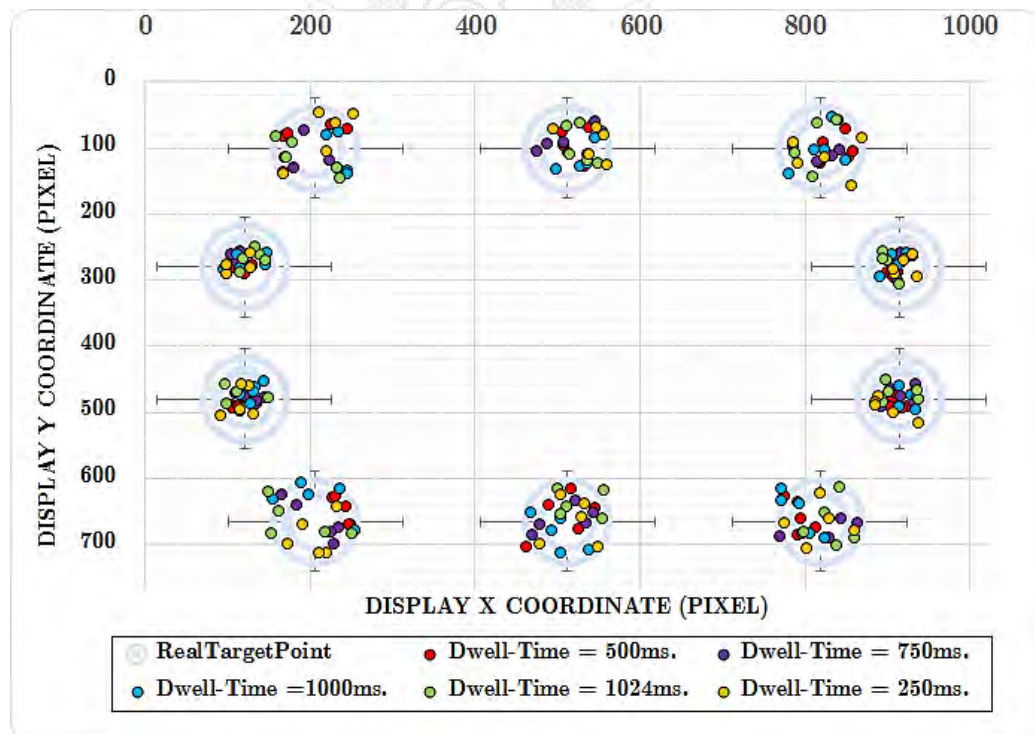 0 200 400 600 800 1000
0
100
200
300
400
500
600
700
DISPLAY Y COORDINATE (PIXEL)
DISPLAY X COORDINATE (PIXEL)
RealTargetPoint Dwell-Time = 500ms. Dwell-Time = 750ms.
Dwell-Time =1000ms. Dwell-Time = 1024ms. Dwell-Time = 250ms.